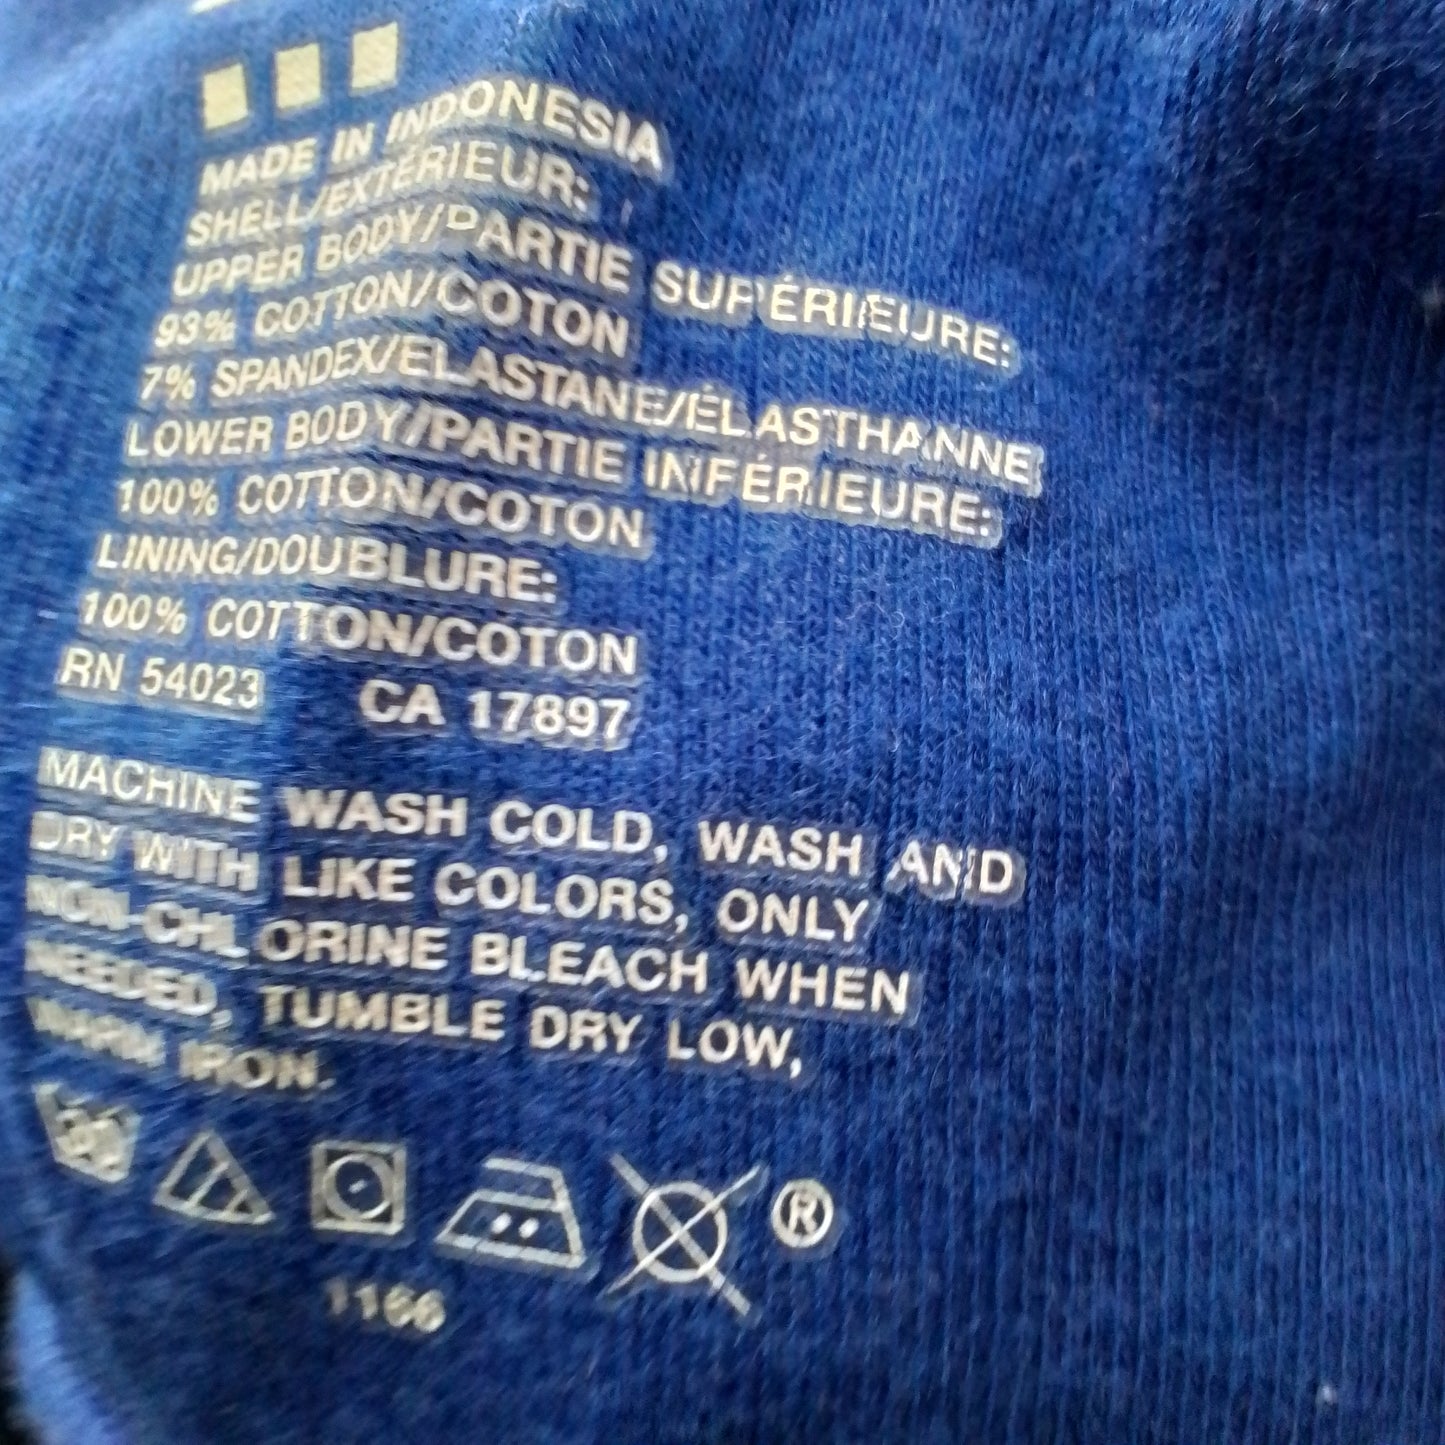 MADE IN INDONESIA
SHELL/EXTÉRIEUR:
UPPER BODY/PARTIE SUPÉRIEURE:
93% COTTON/COTON
7% SPANDEX/ELASTANE/ÉLASTHANNE
LOWER BODY/PARTIE INFÉRIEURE:
100% COTTON/COTON
LINING/DOUBLURE:
100% COTTON/COTON
RN 54023 CA 17897
MACHINE WASH COLD, WASH AND
DRY WITH LIKE COLORS, ONLY
NON-CHLORINE BLEACH WHEN
NEEDED, TUMBLE DRY LOW,
WARM IRON.
®
1166